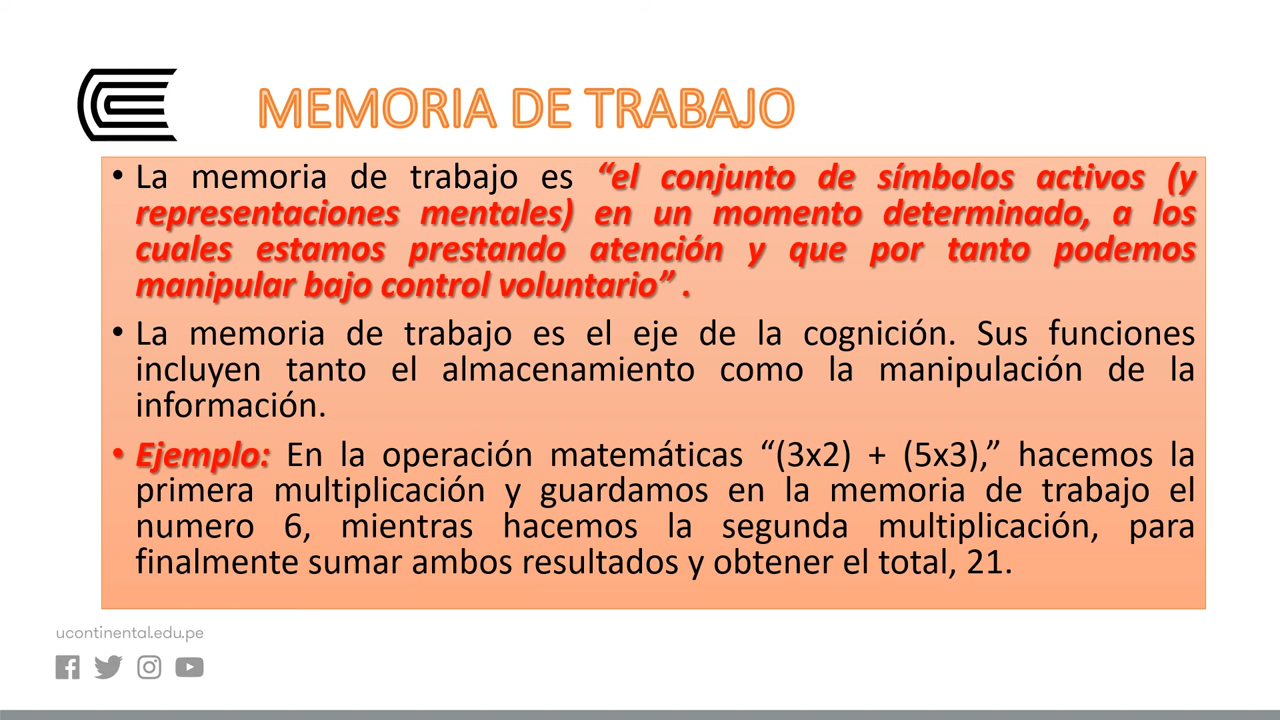 MEMORIA DE TRABAJO
• La memoria de trabajo es “el conjunto de símbolos activos (y
representaciones mentales) en un momento determinado, a los
cuales estamos prestando atención y que por tanto podemos
manipular bajo control voluntario” .
• La memoria de trabajo es el eje de la cognición. Sus funciones
incluyen tanto el almacenamiento como la manipulación de la
información.
• Ejemplo: En la operación matemáticas “(3x2) + (5x3),” hacemos la
primera multiplicación y guardamos en la memoria de trabajo el
numero 6, mientras hacemos la segunda multiplicación, para
finalmente sumar ambos resultados y obtener el total, 21.
ucontinental.edu.pe